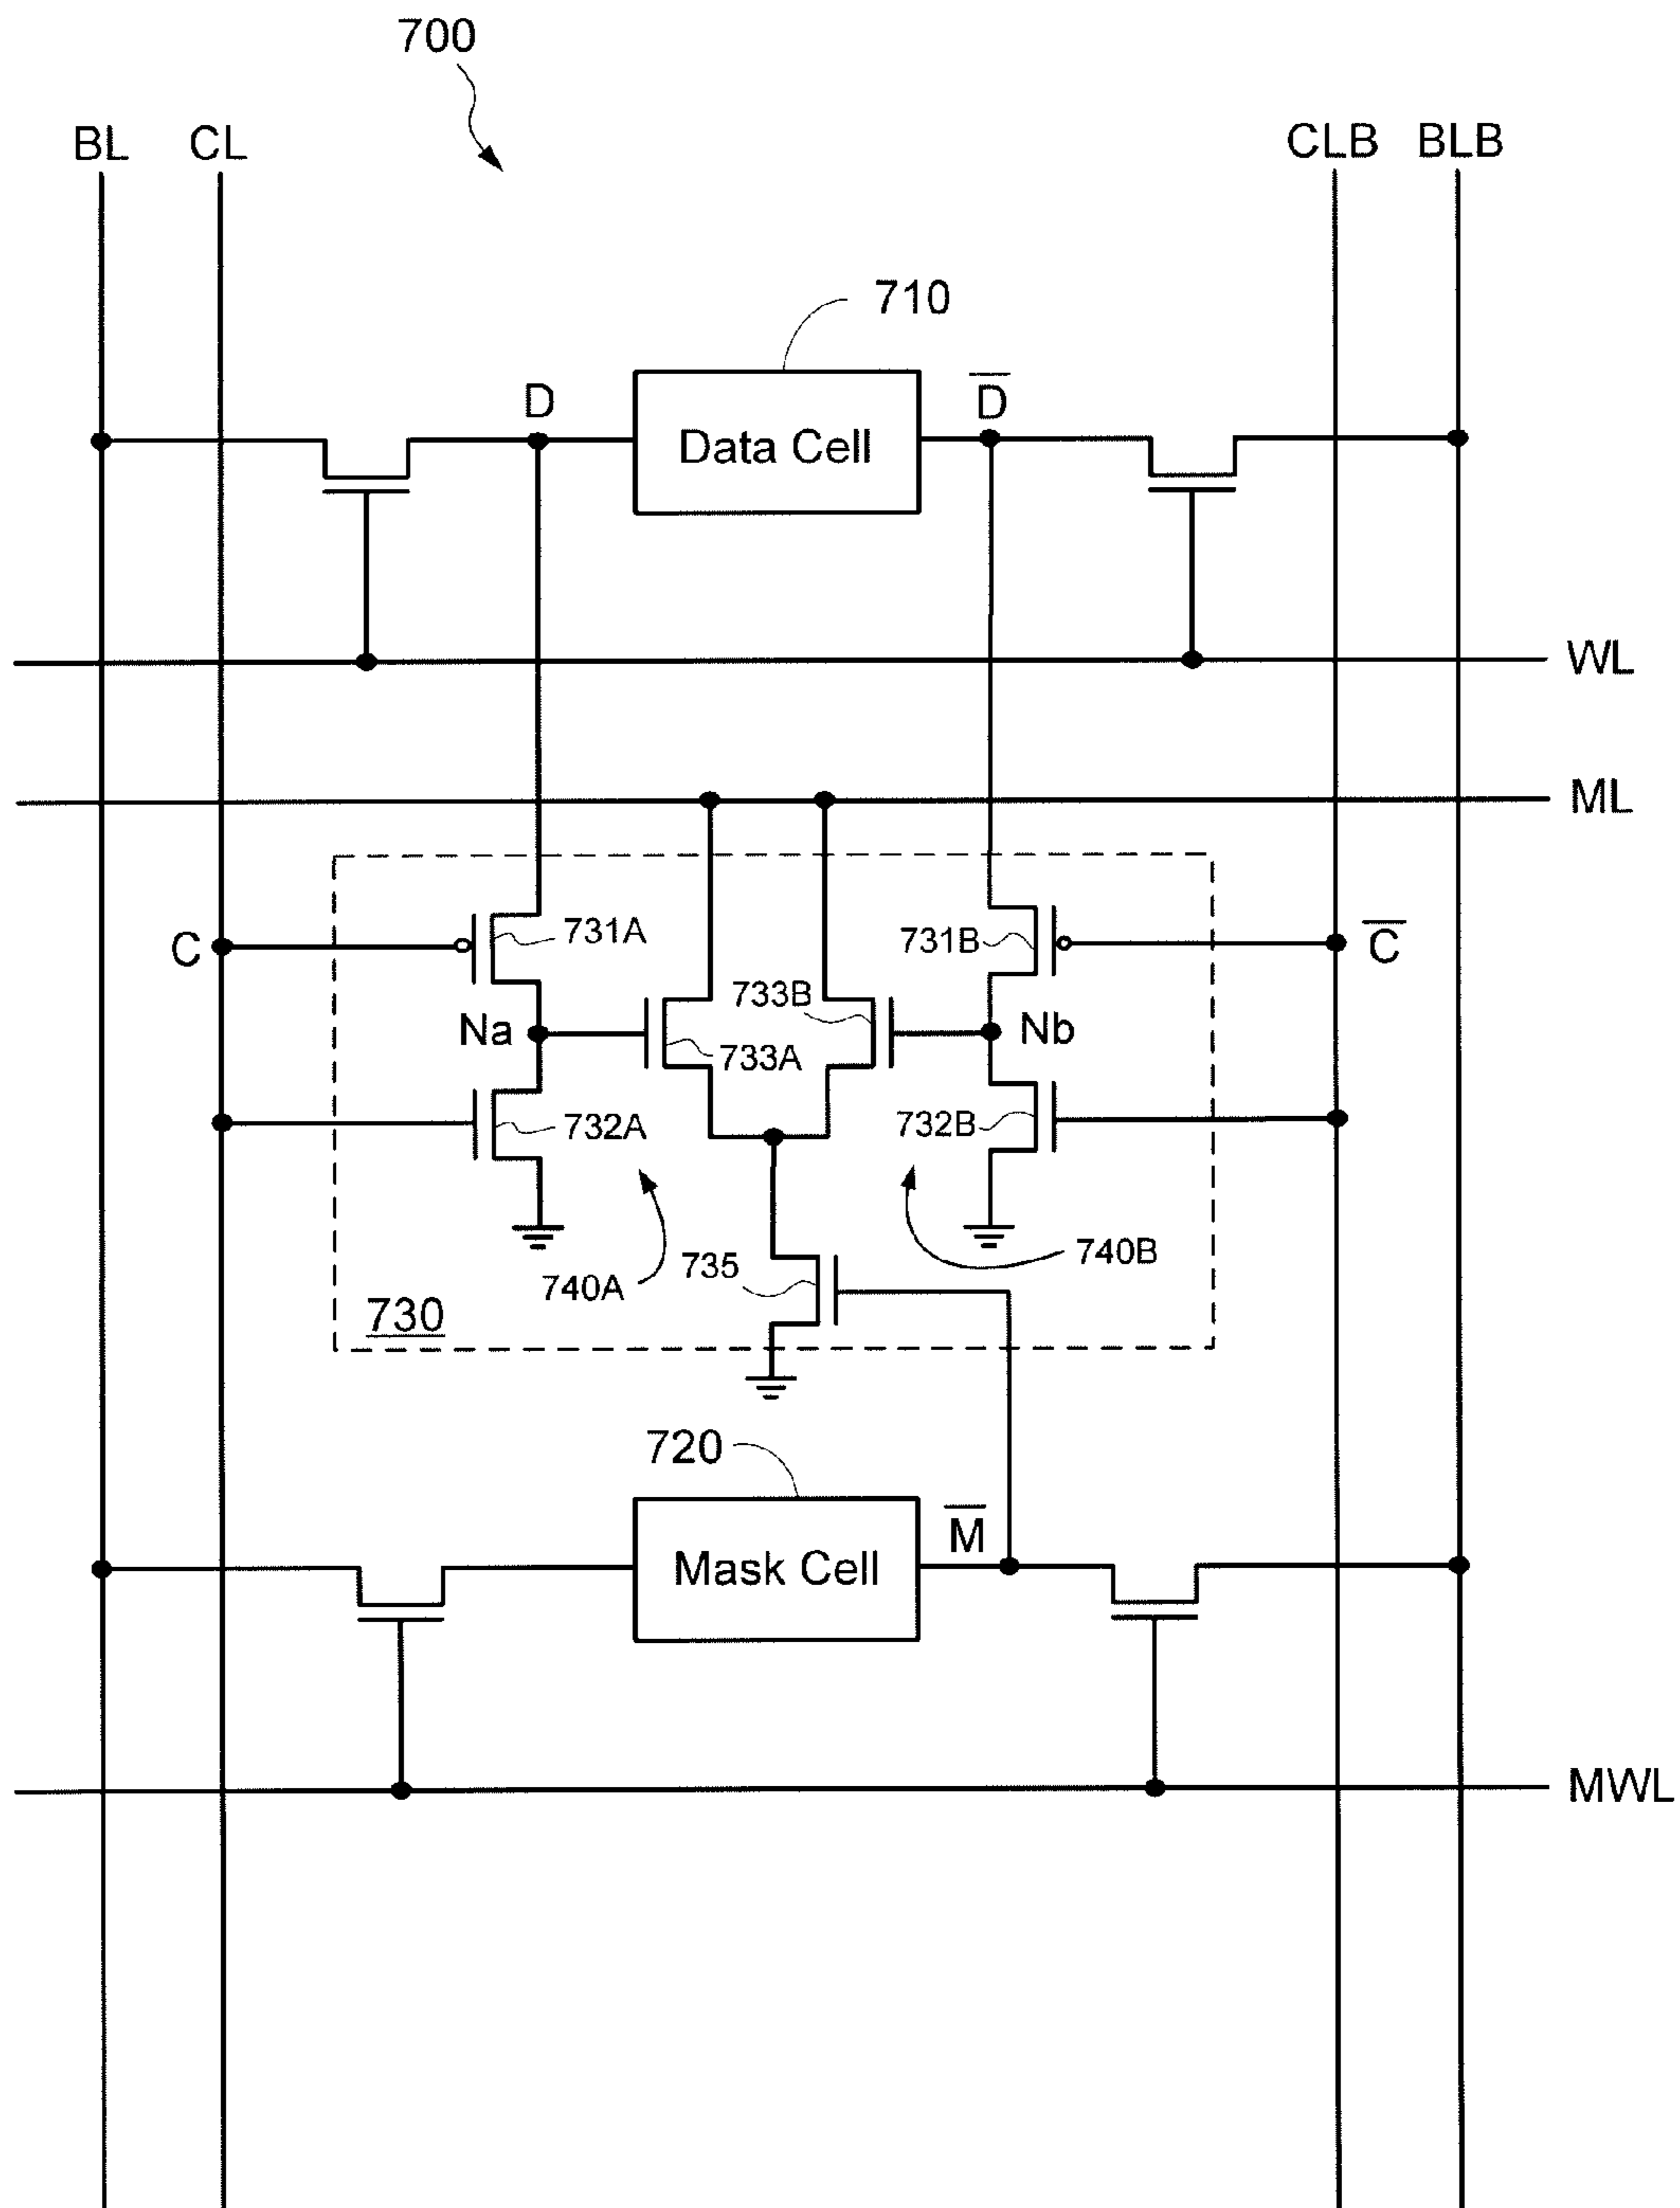 700
BL CL CLB BLB
710
D Data Cell D̅
WL
ML
C 731A 731B C̅
733B
Na 733A Nb
732A 732B
735
740A 740B
730
720
Mask Cell M̅
MWL